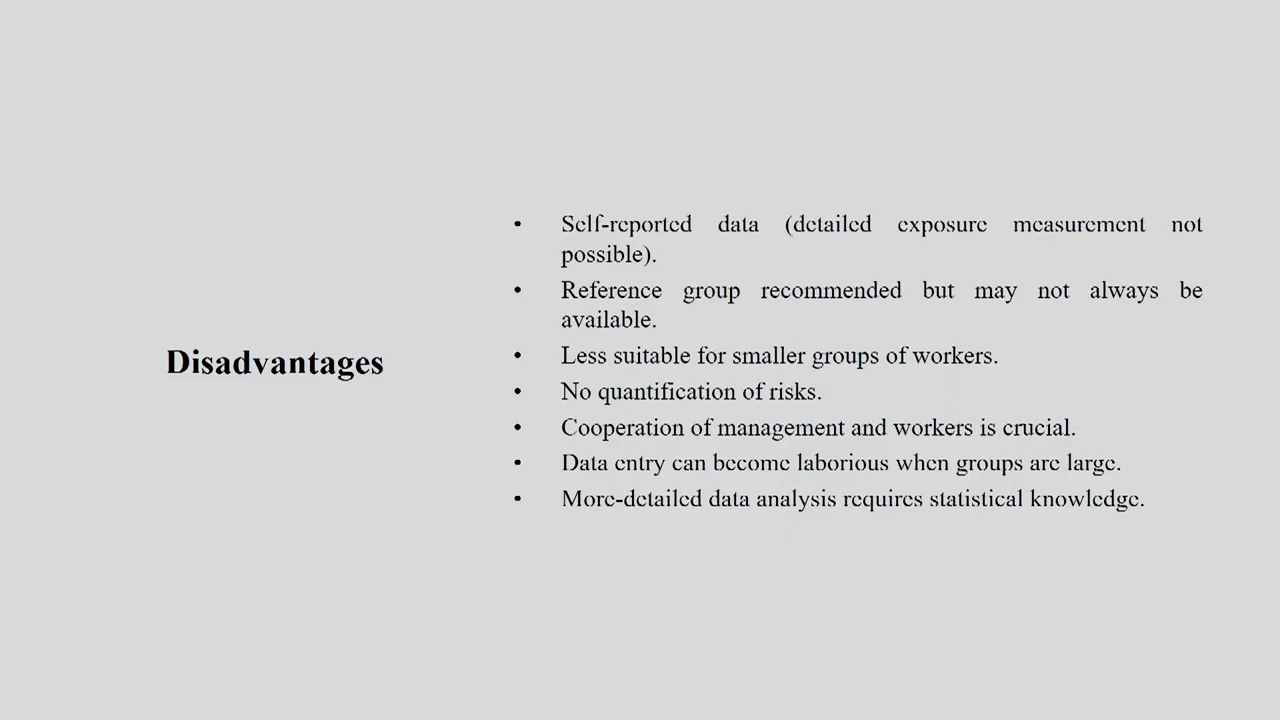 Disadvantages
• Self-reported data (detailed exposure measurement not
possible).
• Reference group recommended but may not always be
available.
• Less suitable for smaller groups of workers.
• No quantification of risks.
• Cooperation of management and workers is crucial.
• Data entry can become laborious when groups are large.
• More-detailed data analysis requires statistical knowledge.